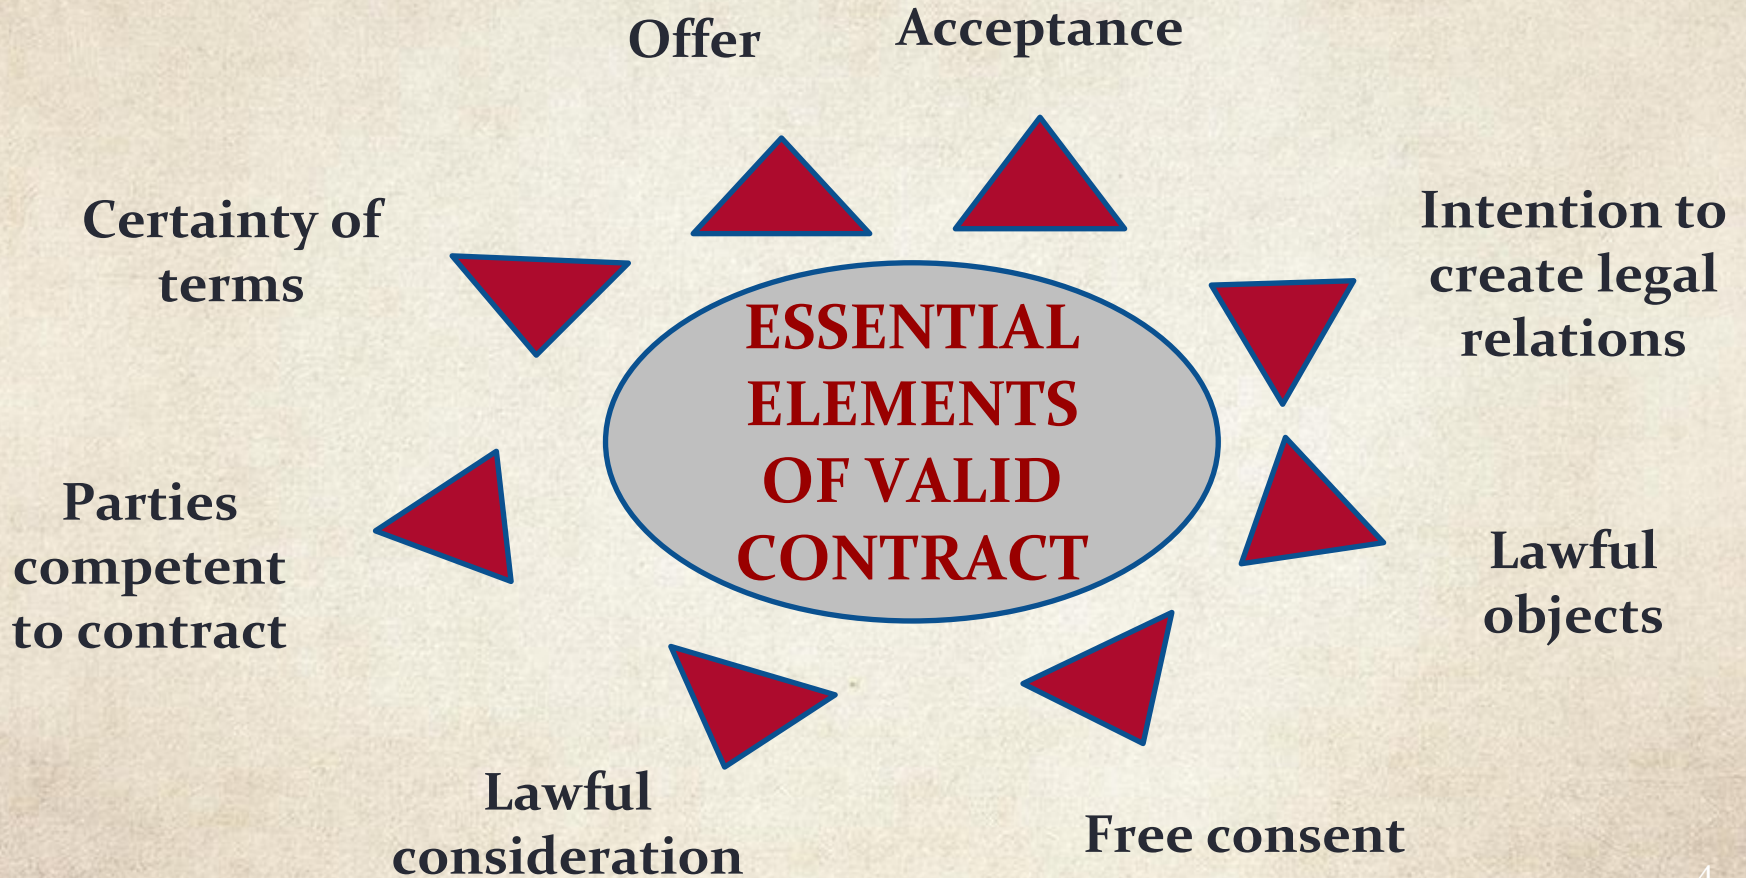 Offer
Acceptance
Certainty of
terms
Intention to
create legal
relations
ESSENTIAL
ELEMENTS
OF VALID
CONTRACT
Parties
competent
to contract
Lawful
objects
Lawful
consideration
Free consent
4